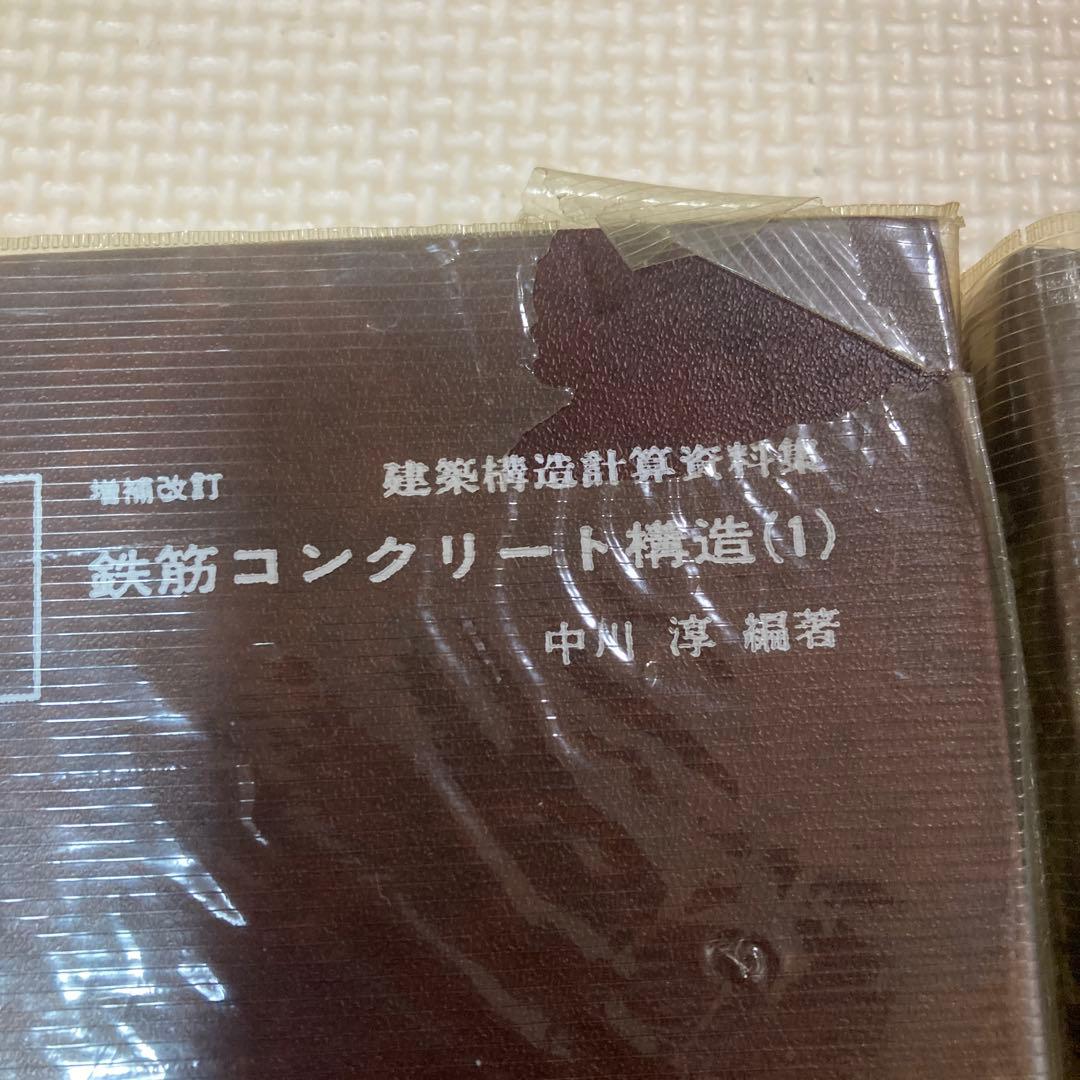 建築構造計算資料集
増補改訂
鉄筋コンクリート構造(1)
中川 淳 編著